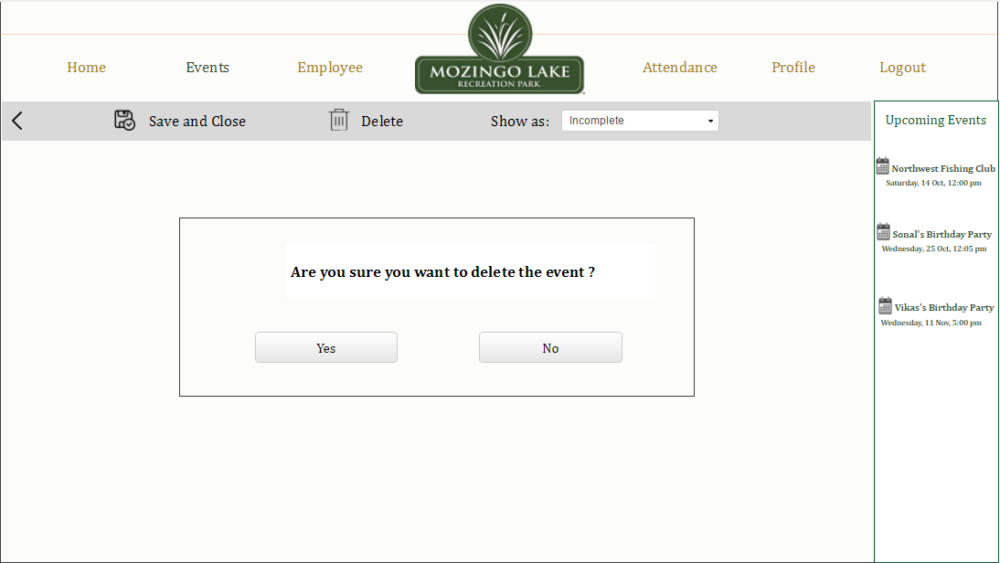 Home
Events
Employee
MOZINGO LAKE
RECREATION PARK
Attendance
Profile
Logout
Save and Close
Delete
Show as:
Incomplete
Are you sure you want to delete the event ?
Yes
No
Upcoming Events
Northwest Fishing Club
Saturday, 14 Oct, 12:00 pm
Sonal's Birthday Party
Wednesday, 25 Oct, 12:05 pm
Vikas's Birthday Party
Wednesday, 11 Nov, 5:00 pm